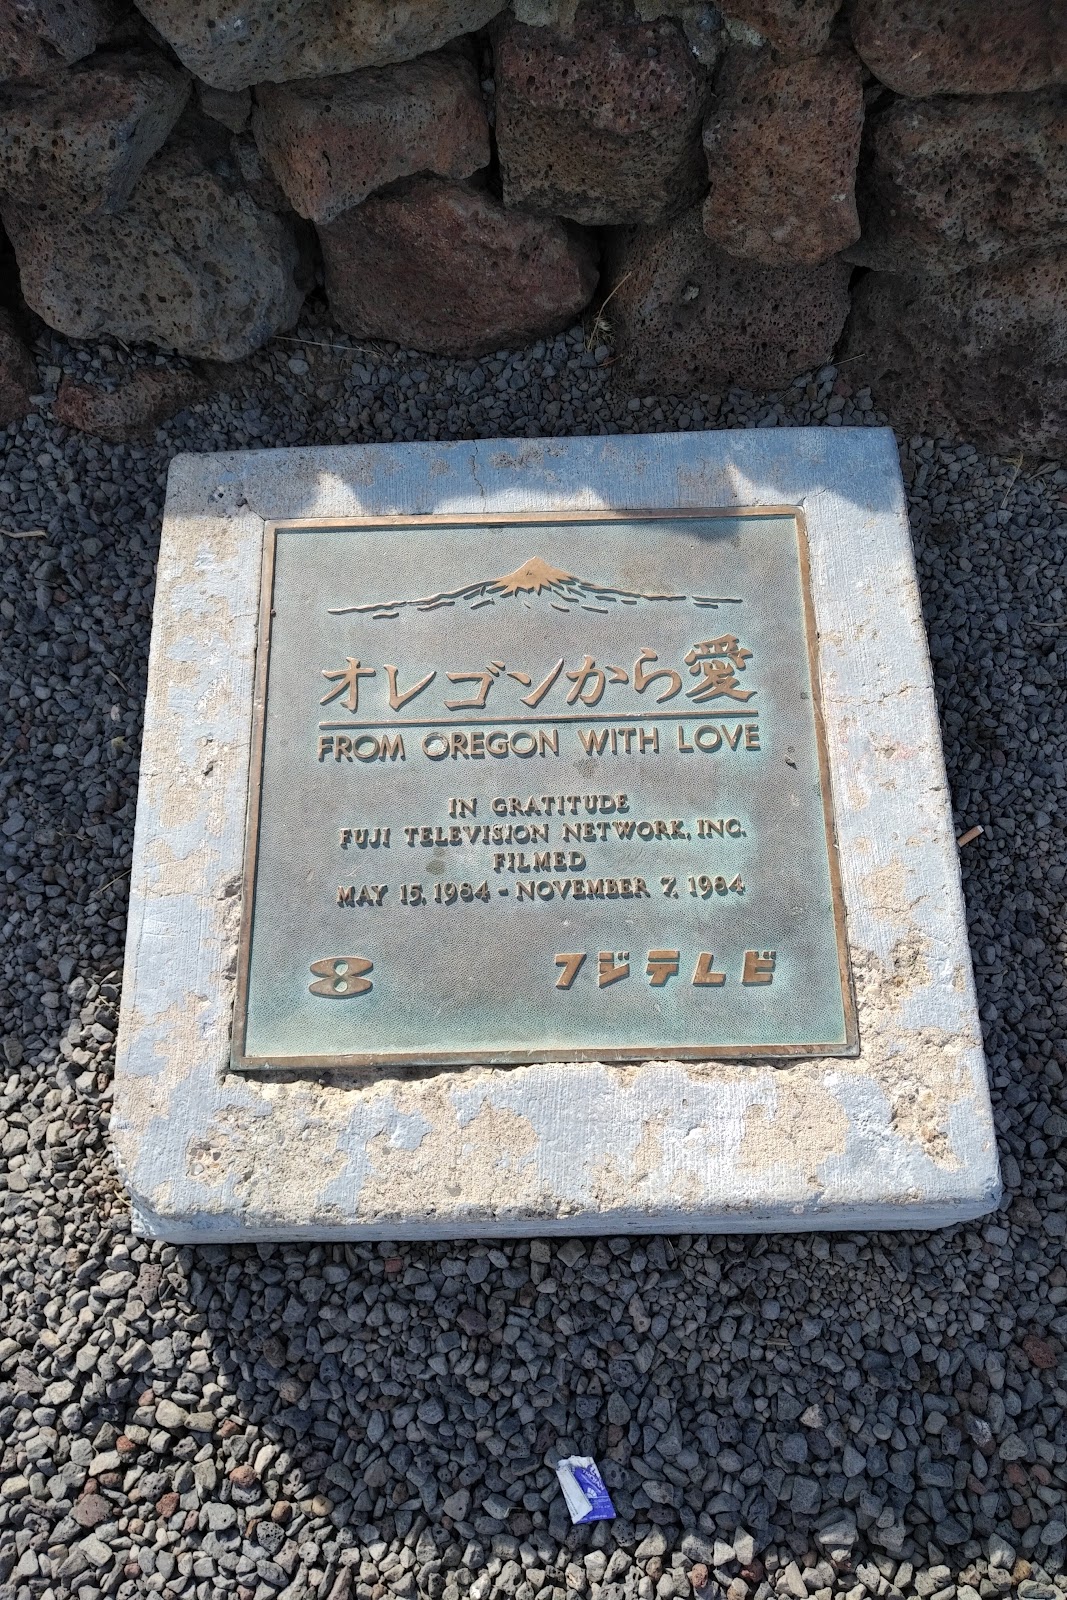 オレゴンから愛
FROM OREGON WITH LOVE
IN GRATITUDE
FUJI TELEVISION NETWORK, INC.
FILMED
MAY 15, 1984 - NOVEMBER 7, 1984
8 フジテレビ